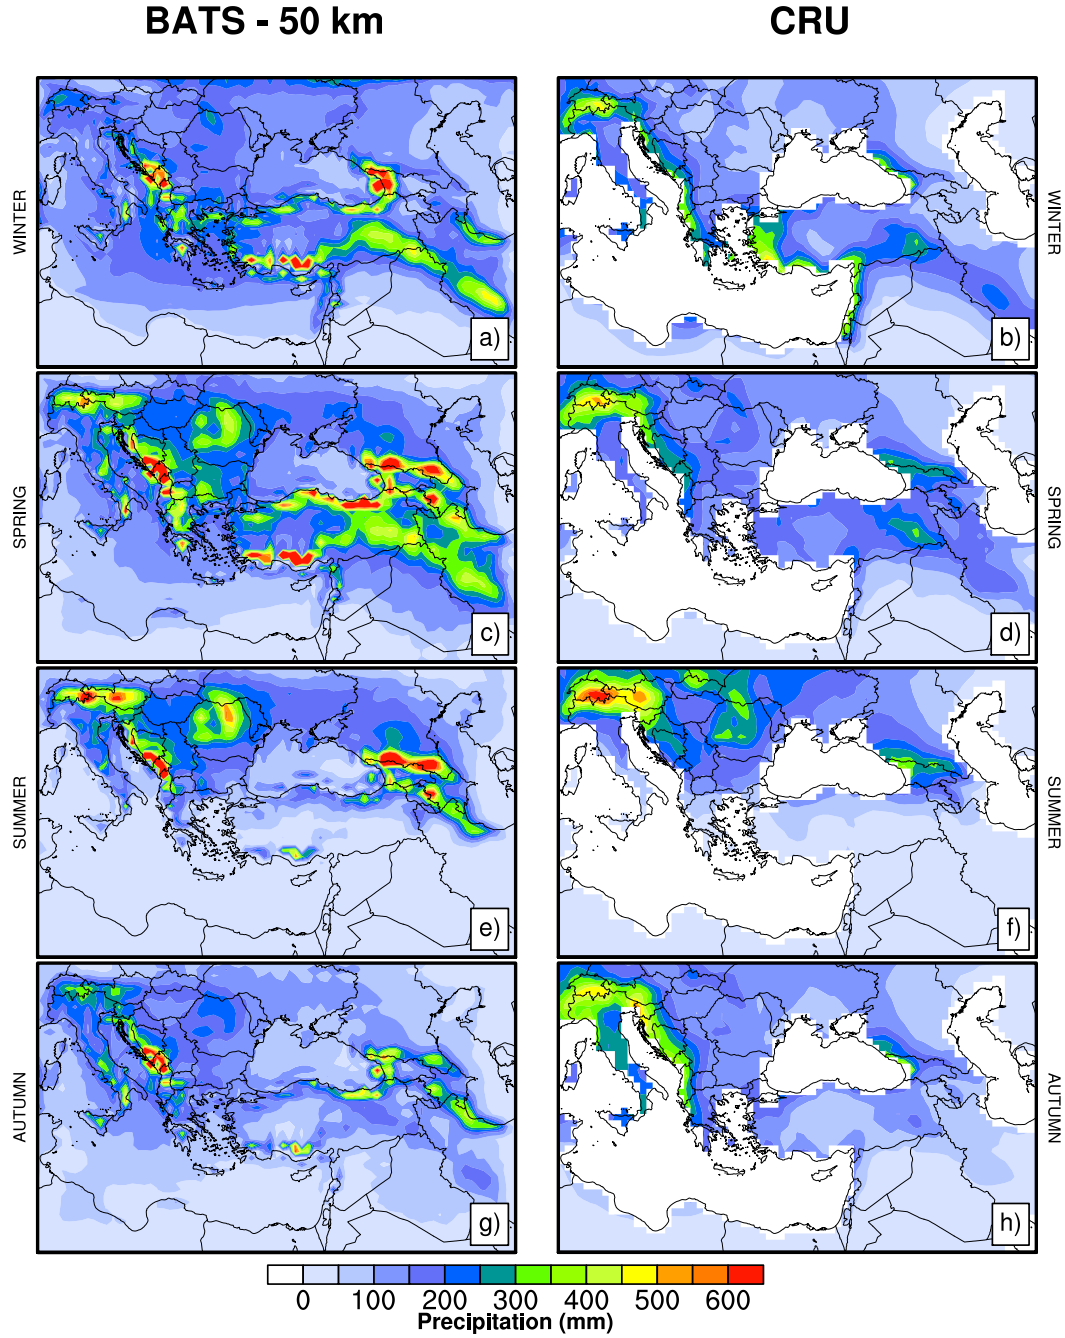 BATS - 50 km CRU
WINTER a) b) WINTER
SPRING c) d) SPRING
SUMMER e) f) SUMMER
AUTUMN g) h) AUTUMN
0 100 200 300 400 500 600
Precipitation (mm)